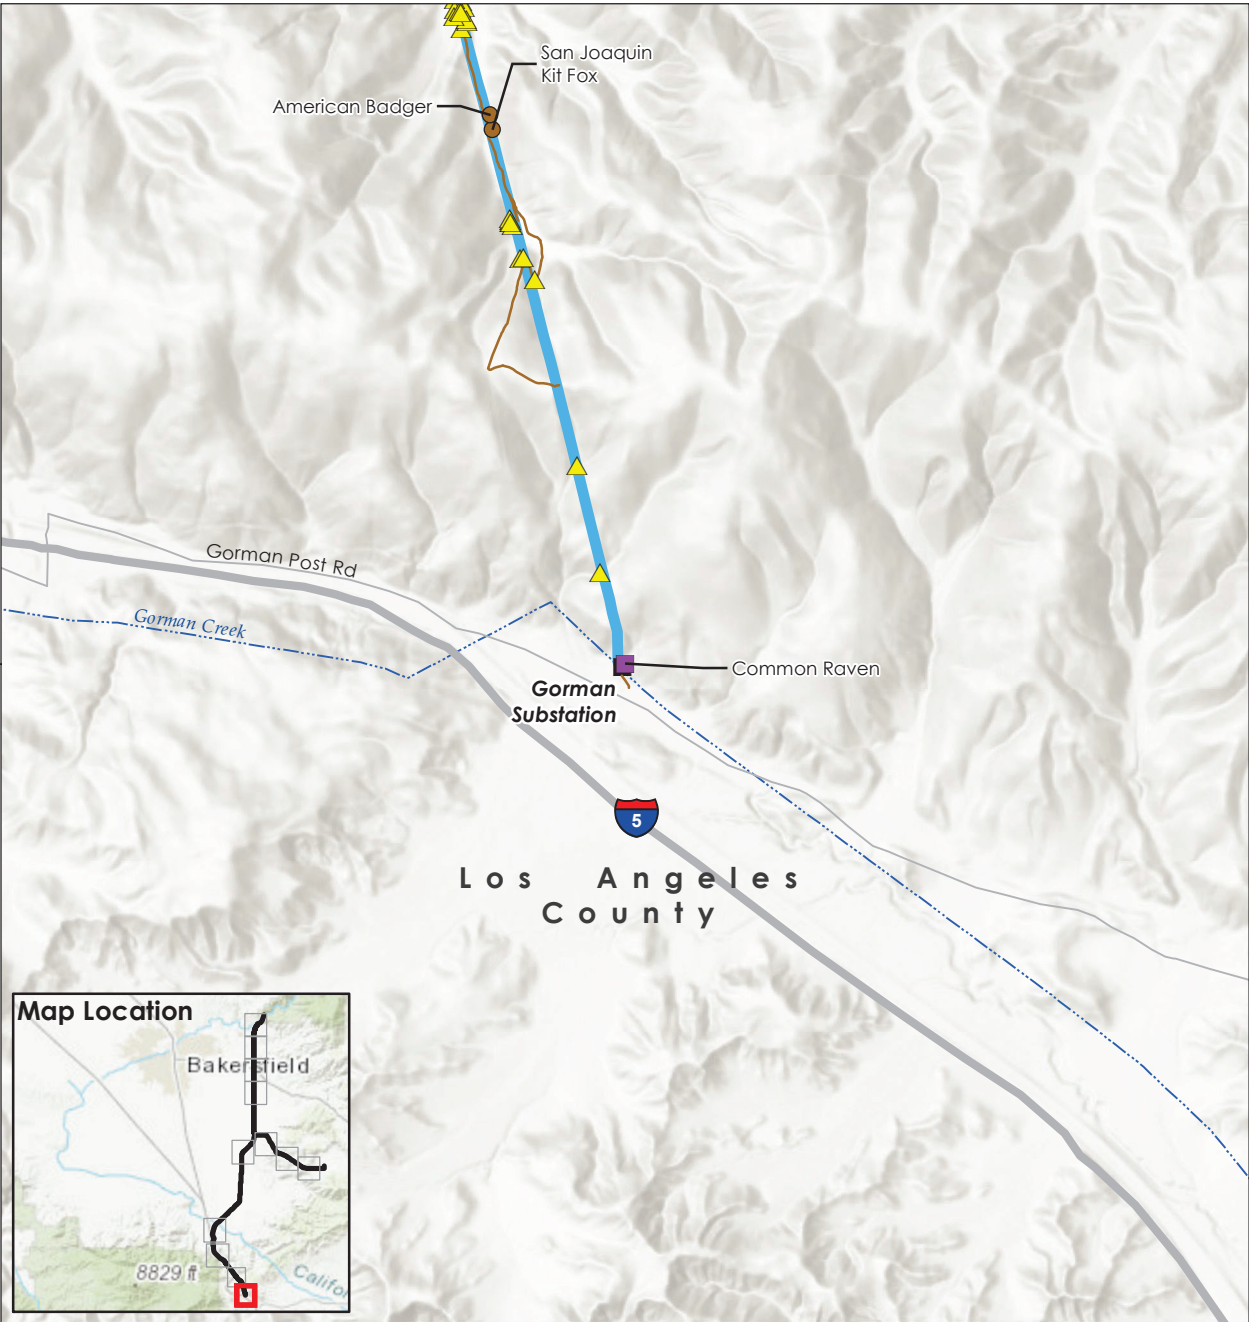 San Joaquin
Kit Fox
American Badger
Gorman Post Rd
Gorman Creek
Common Raven
Gorman
Substation
5
Los Angeles
County
Map Location
Bakersfield
8829 ft
Califo